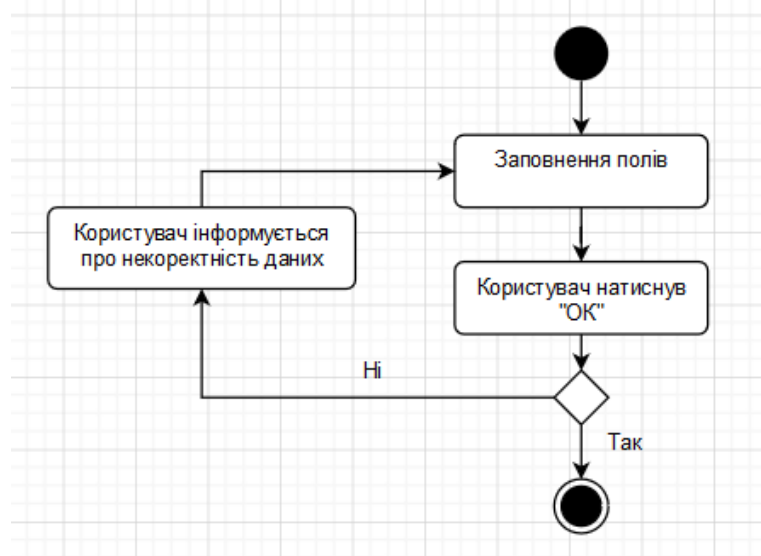 Заповнення полів
Користувач інформується
про некоректність даних
Користувач натиснув
"ОК"
Ні
Так